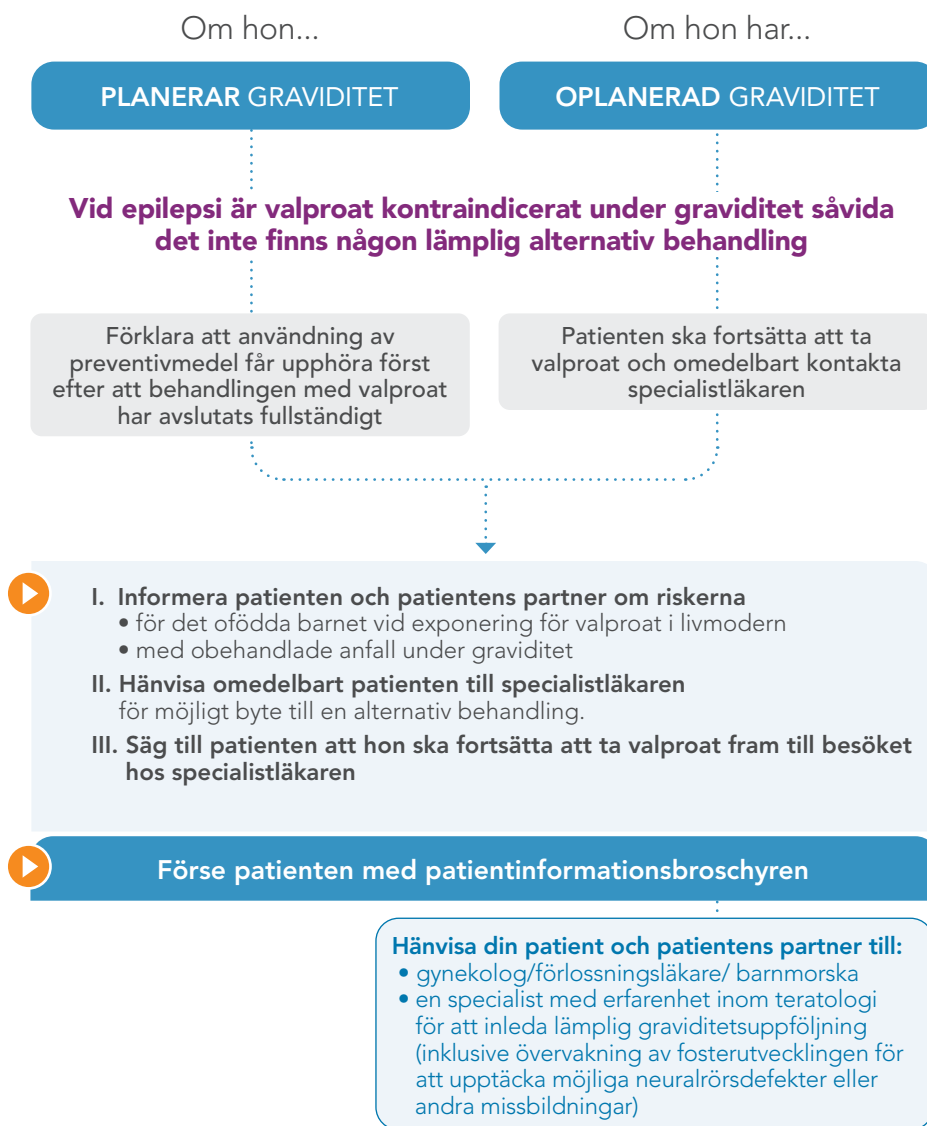 Om hon...
Om hon har...
PLANERAR GRAVIDITET
OPLANERAD GRAVIDITET
Vid epilepsi är valproat kontraindicerat under graviditet såvida
det inte finns någon lämplig alternativ behandling
Förklara att användning av
preventivmedel får upphöra först
efter att behandlingen med valproat
har avslutats fullständigt
Patienten ska fortsätta att ta
valproat och omedelbart kontakta
specialistläkaren
I. Informera patienten och patientens partner om riskerna
• för det ofödda barnet vid exponering för valproat i livmodern
• med obehandlade anfall under graviditet
II. Hänvisa omedelbart patienten till specialistläkaren
för möjligt byte till en alternativ behandling.
III. Säg till patienten att hon ska fortsätta att ta valproat fram till besöket
hos specialistläkaren
Förse patienten med patientinformationsbroschyren
Hänvisa din patient och patientens partner till:
• gynekolog/förlossningsläkare/ barnmorska
• en specialist med erfarenhet inom teratologi
för att inleda lämplig graviditetsuppföljning
(inklusive övervakning av fosterutvecklingen för
att upptäcka möjliga neuralrörsdefekter eller
andra missbildningar)